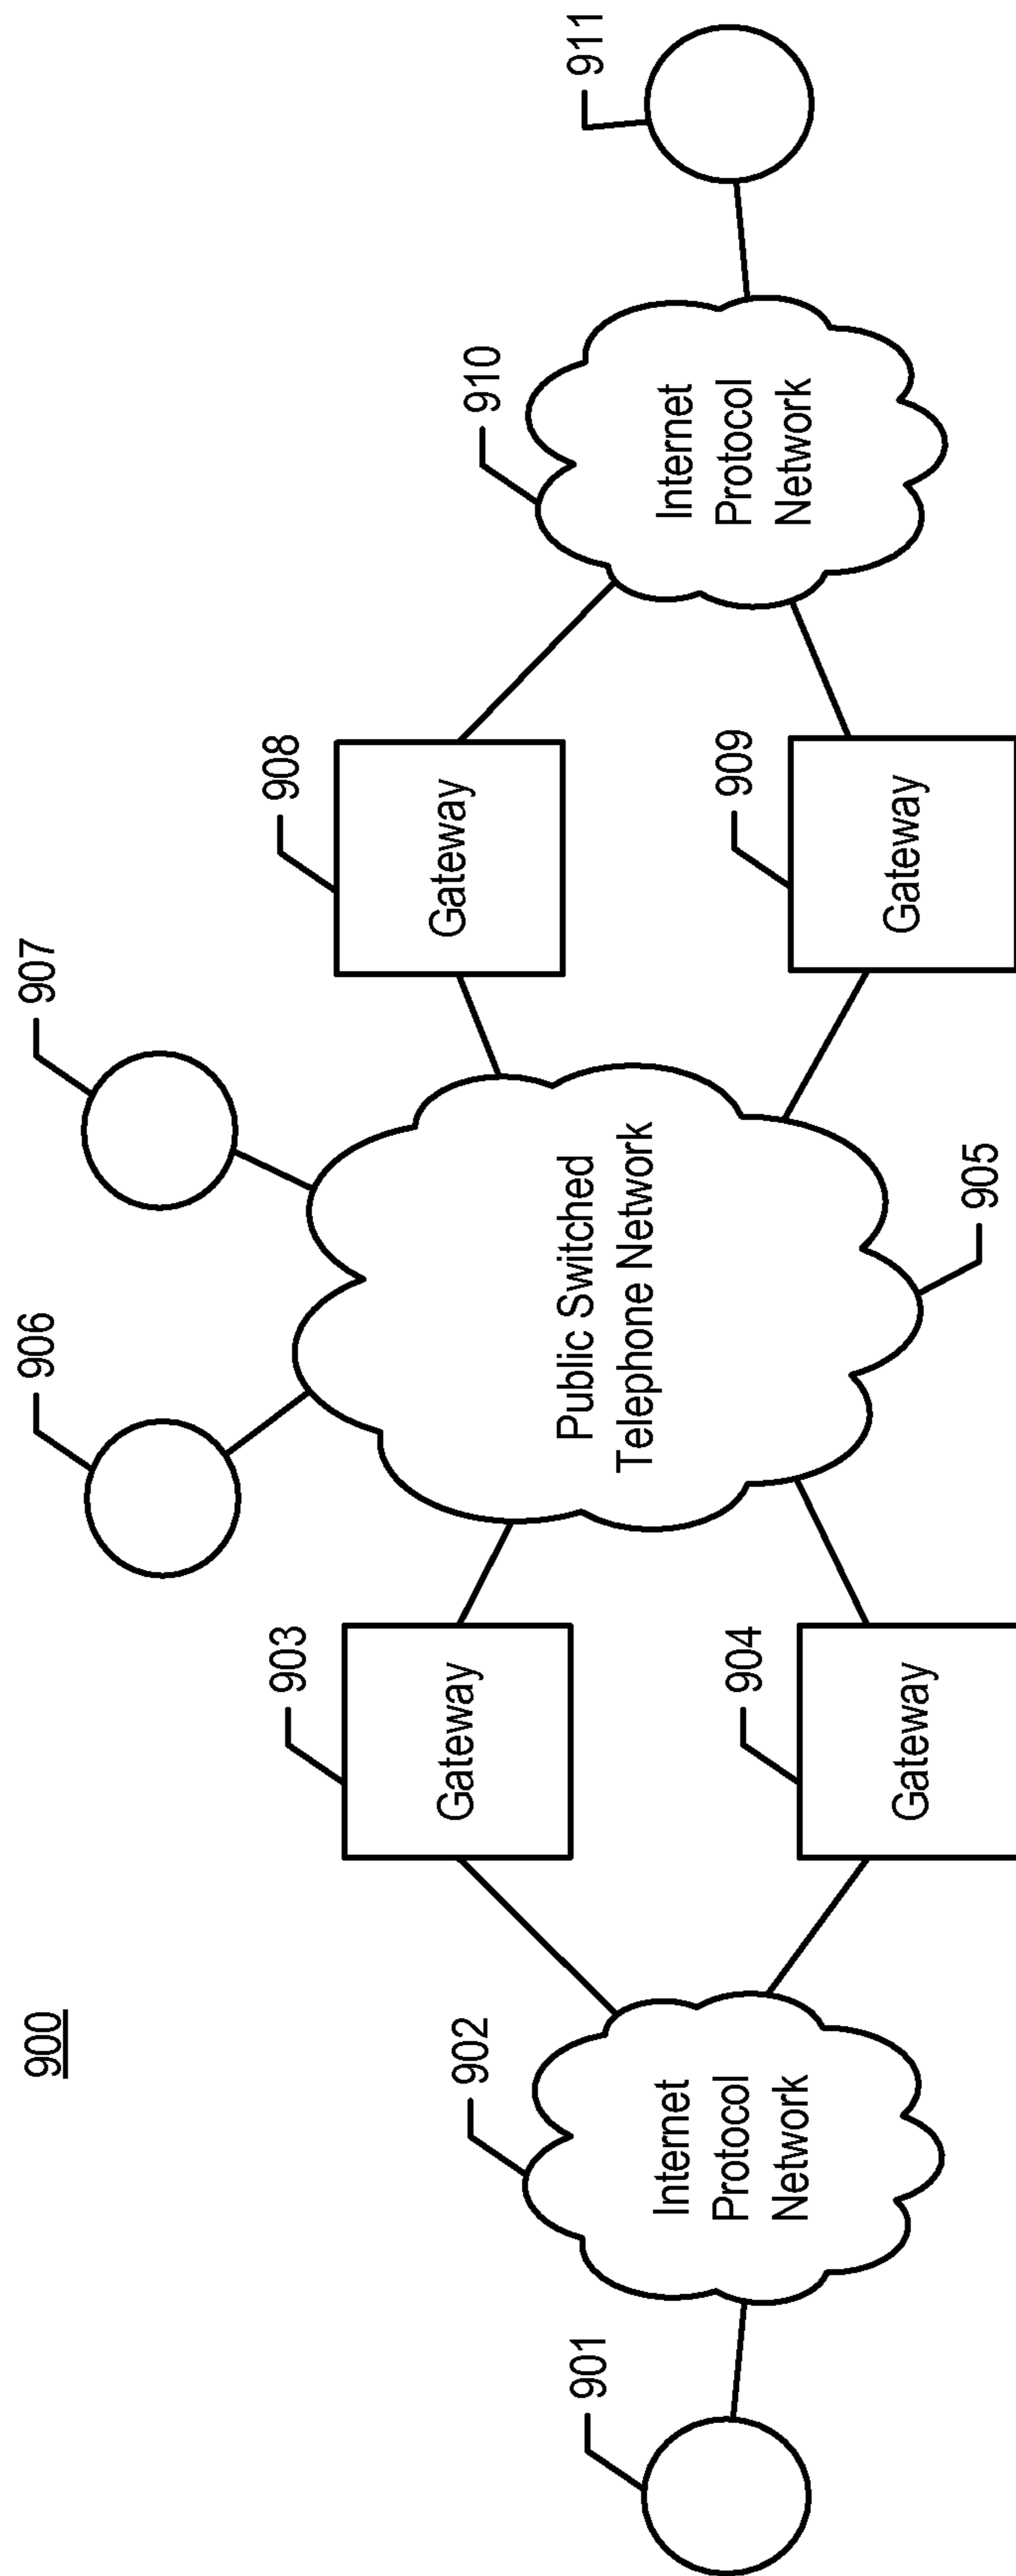 900
906
907
911
903
908
910
902
901
Gateway
Gateway
Internet
Protocol
Network
Public Switched
Telephone Network
Internet
Protocol
Network
904
909
905
Gateway
Gateway